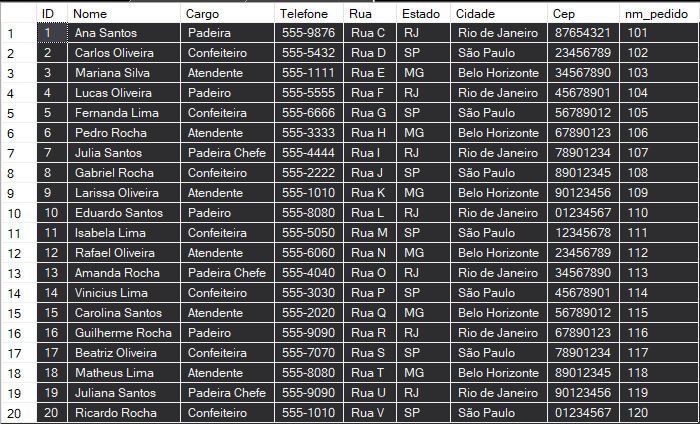 ID Nome Cargo Telefone Rua Estado Cidade Cep nm_pedido
1 1 Ana Santos Padeira 555-9876 Rua C RJ Rio de Janeiro 87654321 101
2 2 Carlos Oliveira Confeiteiro 555-5432 Rua D SP São Paulo 23456789 102
3 3 Mariana Silva Atendente 555-1111 Rua E MG Belo Horizonte 34567890 103
4 4 Lucas Oliveira Padeiro 555-5555 Rua F RJ Rio de Janeiro 45678901 104
5 5 Fernanda Lima Confeiteira 555-6666 Rua G SP São Paulo 56789012 105
6 6 Pedro Rocha Atendente 555-3333 Rua H MG Belo Horizonte 67890123 106
7 7 Julia Santos Padeira Chefe 555-4444 Rua I RJ Rio de Janeiro 78901234 107
8 8 Gabriel Rocha Confeiteiro 555-2222 Rua J SP São Paulo 89012345 108
9 9 Larissa Oliveira Atendente 555-1010 Rua K MG Belo Horizonte 90123456 109
10 10 Eduardo Santos Padeiro 555-8080 Rua L RJ Rio de Janeiro 01234567 110
11 11 Isabela Lima Confeiteira 555-5050 Rua M SP São Paulo 12345678 111
12 12 Rafael Oliveira Atendente 555-6060 Rua N MG Belo Horizonte 23456789 112
13 13 Amanda Rocha Padeira Chefe 555-4040 Rua O RJ Rio de Janeiro 34567890 113
14 14 Vinicius Lima Confeiteiro 555-3030 Rua P SP São Paulo 45678901 114
15 15 Carolina Santos Atendente 555-2020 Rua Q MG Belo Horizonte 56789012 115
16 16 Guilherme Rocha Padeiro 555-9090 Rua R RJ Rio de Janeiro 67890123 116
17 17 Beatriz Oliveira Confeiteira 555-7070 Rua S SP São Paulo 78901234 117
18 18 Matheus Lima Atendente 555-8080 Rua T MG Belo Horizonte 89012345 118
19 19 Juliana Santos Padeira Chefe 555-9090 Rua U RJ Rio de Janeiro 90123456 119
20 20 Ricardo Rocha Confeiteiro 555-1010 Rua V SP São Paulo 01234567 120